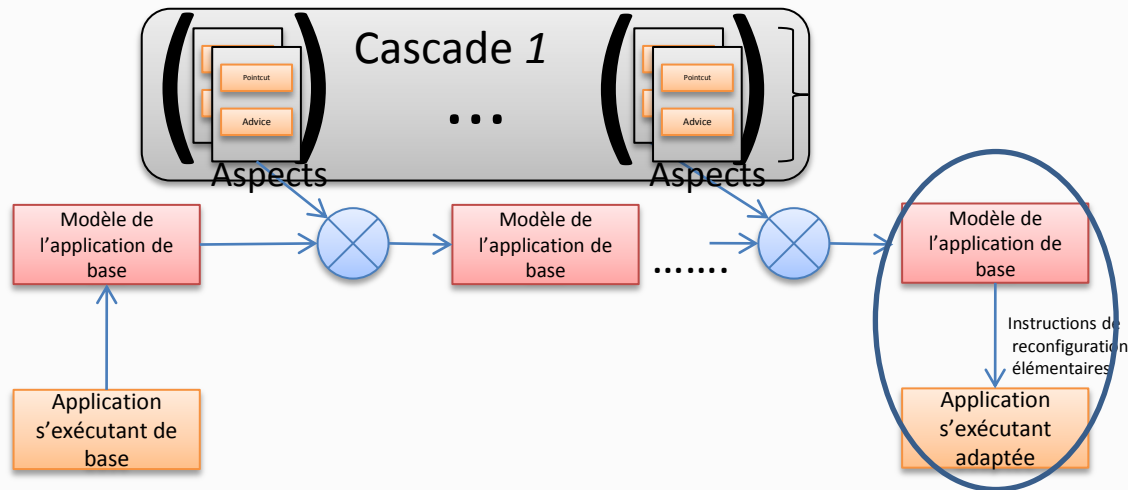 Cascade 1
Pointcut
Advice
...
Pointcut
Advice
Aspects
Aspects
Modèle de
l’application de
base
Modèle de
l’application de
base
.......
Modèle de
l’application de
base
Instructions de
reconfiguration
élémentaires
Application
s’exécutant de
base
Application
s’exécutant
adaptée